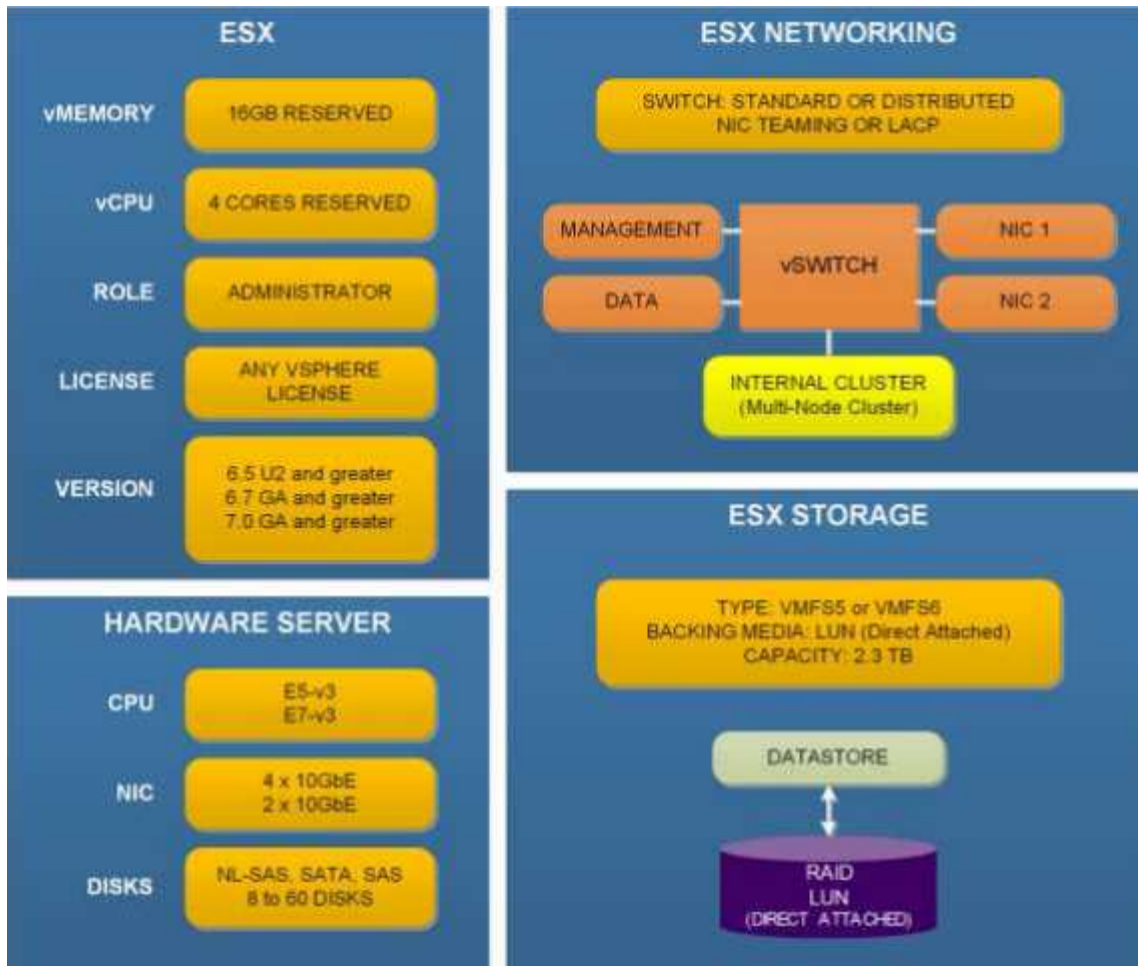 ESX
vMEMORY
16GB RESERVED
vCPU
4 CORES RESERVED
ROLE
ADMINISTRATOR
LICENSE
ANY VSPHERE
LICENSE
VERSION
6.5 U2 and greater
6.7 GA and greater
7.0 GA and greater
HARDWARE SERVER
CPU
E5-v3
E7-v3
NIC
4 x 10GbE
2 x 10GbE
DISKS
NL-SAS, SATA, SAS
8 to 60 DISKS
ESX NETWORKING
SWITCH: STANDARD OR DISTRIBUTED
NIC TEAMING OR LACP
MANAGEMENT
DATA
vSWITCH
NIC 1
NIC 2
INTERNAL CLUSTER
(Multi-Node Cluster)
ESX STORAGE
TYPE: VMFS5 or VMFS6
BACKING MEDIA: LUN (Direct Attached)
CAPACITY: 2.3 TB
DATASTORE
RAID
LUN
(DIRECT ATTACHED)